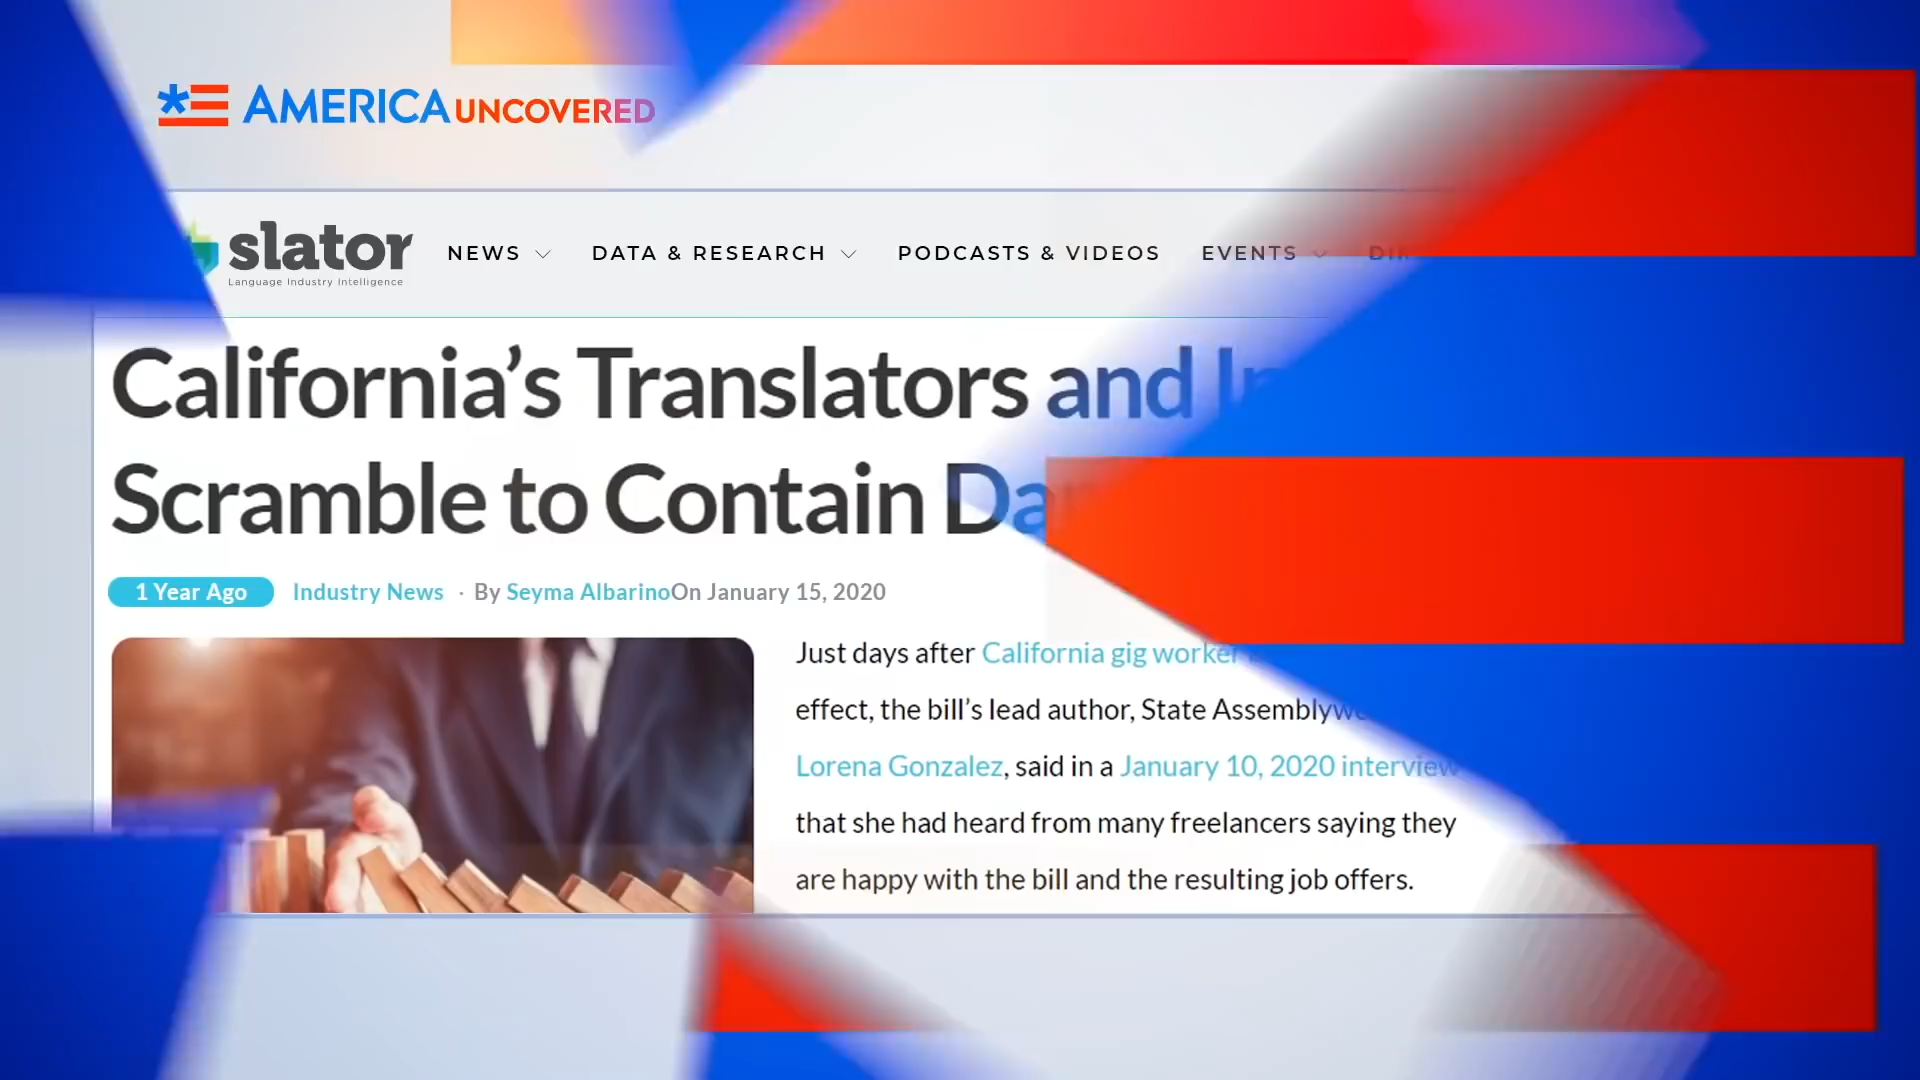 AMERICA UNCOVERED
slator
Language Industry Intelligence
NEWS DATA & RESEARCH PODCASTS & VIDEOS EVENTS
California’s Translators and
Scramble to Contain
1 Year Ago Industry News · By Seyma AlbarinoOn January 15, 2020
Just days after California gig worker
effect, the bill’s lead author, State
Lorena Gonzalez, said in a January 10, 2020 interview
that she had heard from many freelancers saying they
are happy with the bill and the resulting job offers.